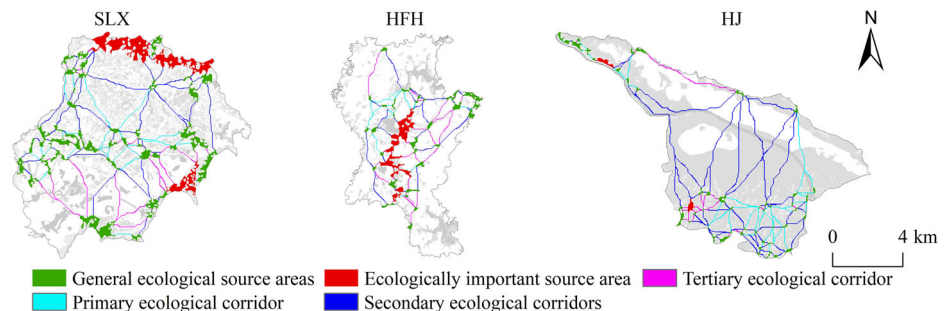 SLX
HFH
HJ
N
0 4 km
General ecological source areas
Ecologically important source area
Tertiary ecological corridor
Primary ecological corridor
Secondary ecological corridors